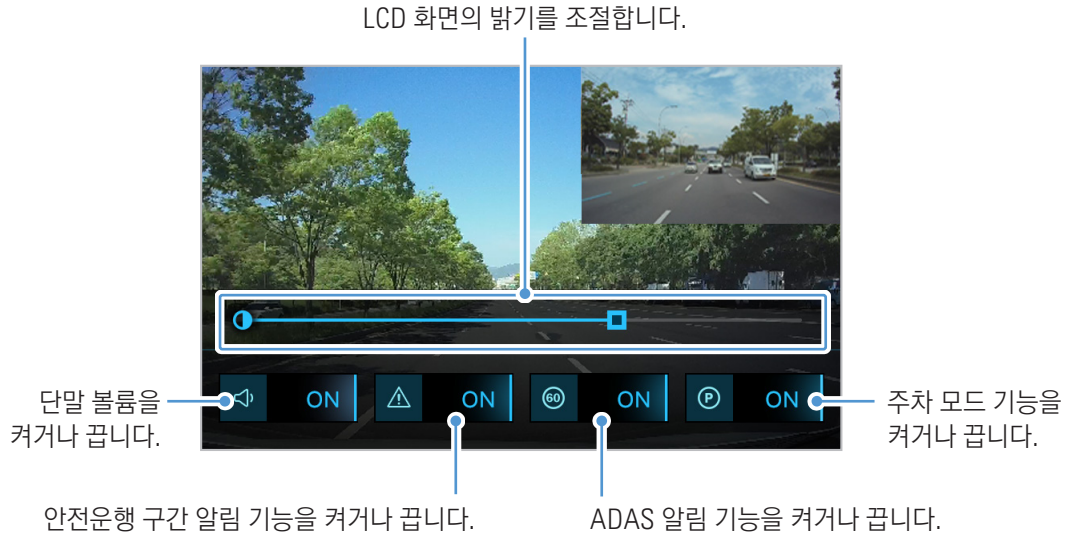 LCD 화면의 밝기를 조절합니다.
ON
ON
60
ON
P
ON
단말 볼륨을
켜거나 끕니다.
주차 모드 기능을
켜거나 끕니다.
안전운행 구간 알림 기능을 켜거나 끕니다.
ADAS 알림 기능을 켜거나 끕니다.